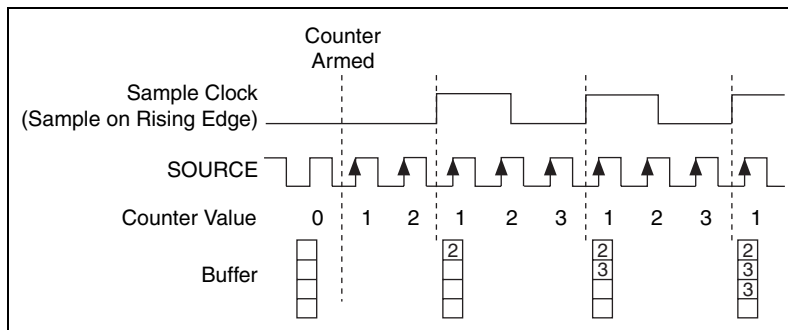 Counter
Armed
Sample Clock
(Sample on Rising Edge)
SOURCE
Counter Value 0 1 2 1 2 3 1 2 3 1
Buffer
2 2 2
3 3
3